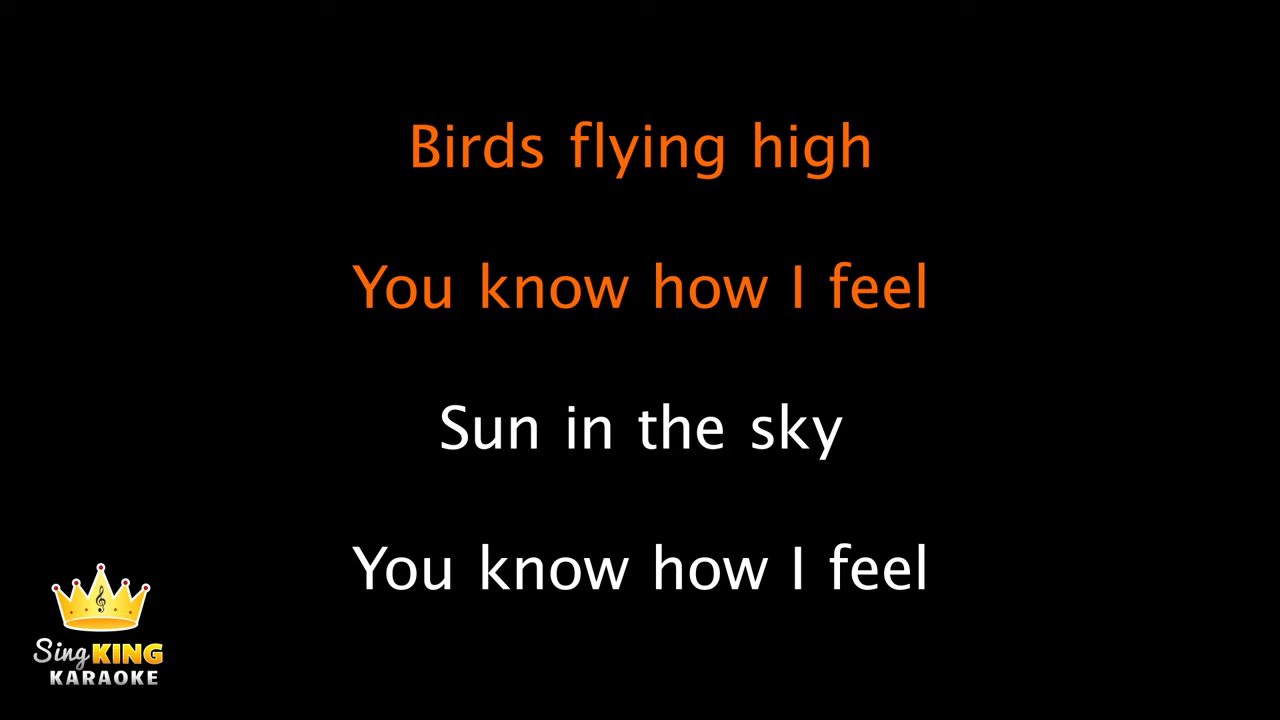 Birds flying high
You know how I feel
Sun in the sky
You know how I feel
Sing KING
KARAOKE